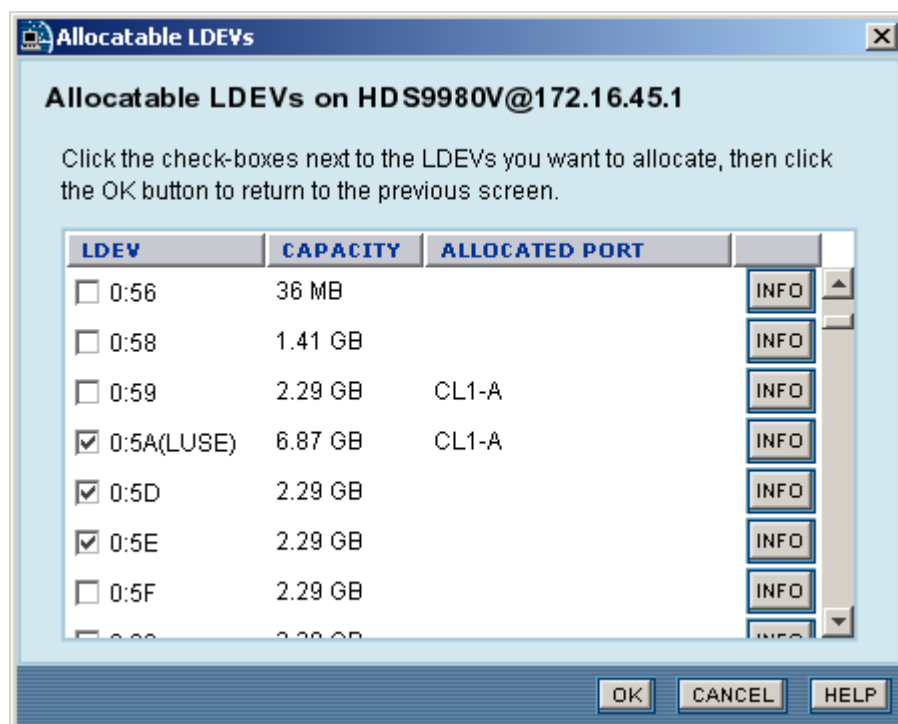 Allocatable LDEVs
Allocatable LDEVs on HDS9980V@172.16.45.1
Click the check-boxes next to the LDEVs you want to allocate, then click
the OK button to return to the previous screen.
LDEV CAPACITY ALLOCATED PORT
0:56 36 MB INFO
0:58 1.41 GB INFO
0:59 2.29 GB CL1-A INFO
0:5A(LUSE) 6.87 GB CL1-A INFO
0:5D 2.29 GB INFO
0:5E 2.29 GB INFO
0:5F 2.29 GB INFO
OK CANCEL HELP